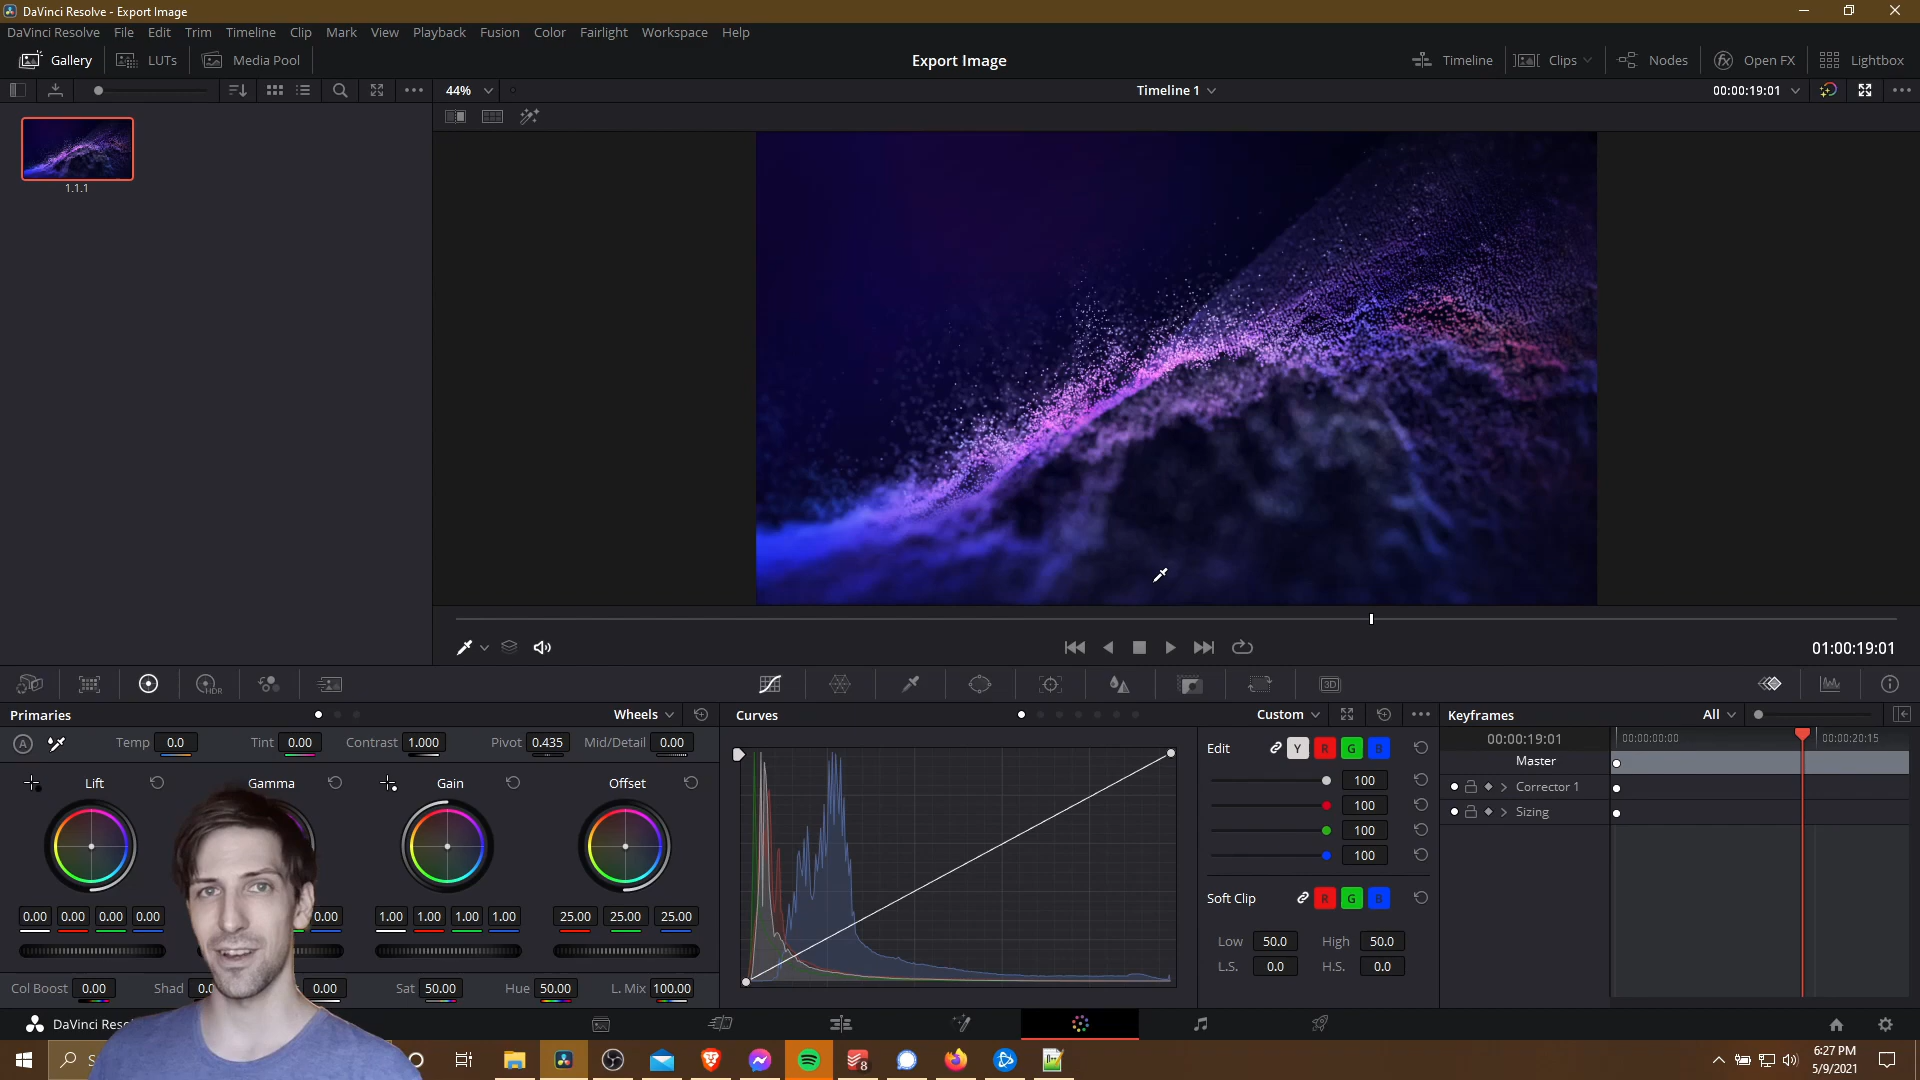 DaVinci Resolve - Export Image
DaVinci Resolve File Edit Trim Timeline Clip Mark View Playback Fusion Color Fairlight Workspace Help
Gallery LUTs Media Pool Export Image Timeline Clips Nodes fx Open FX Lightbox
44% Timeline 1 00:00:19:01
1.1.1
01:00:19:01
HDR 3D
Primaries Wheels Curves Custom Keyframes All
A Temp 0.0 Tint 0.00 Contrast 1.000 Pivot 0.435 Mid/Detail 0.00
Edit Y R G B 00:00:19:01 00:00:00:00 00:00:20:15
Master
Lift Gamma Gain Offset 100 Corrector 1
100 Sizing
100
100
Soft Clip R G B
0.00 0.00 0.00 0.00 0.00 1.00 1.00 1.00 1.00 25.00 25.00 25.00
Low 50.0 High 50.0
L.S. 0.0 H.S. 0.0
Col Boost 0.00 Shad 0.00 Sat 50.00 Hue 50.00 L. Mix 100.00
DaVinci Resol
S 8 6:27 PM
5/9/2021